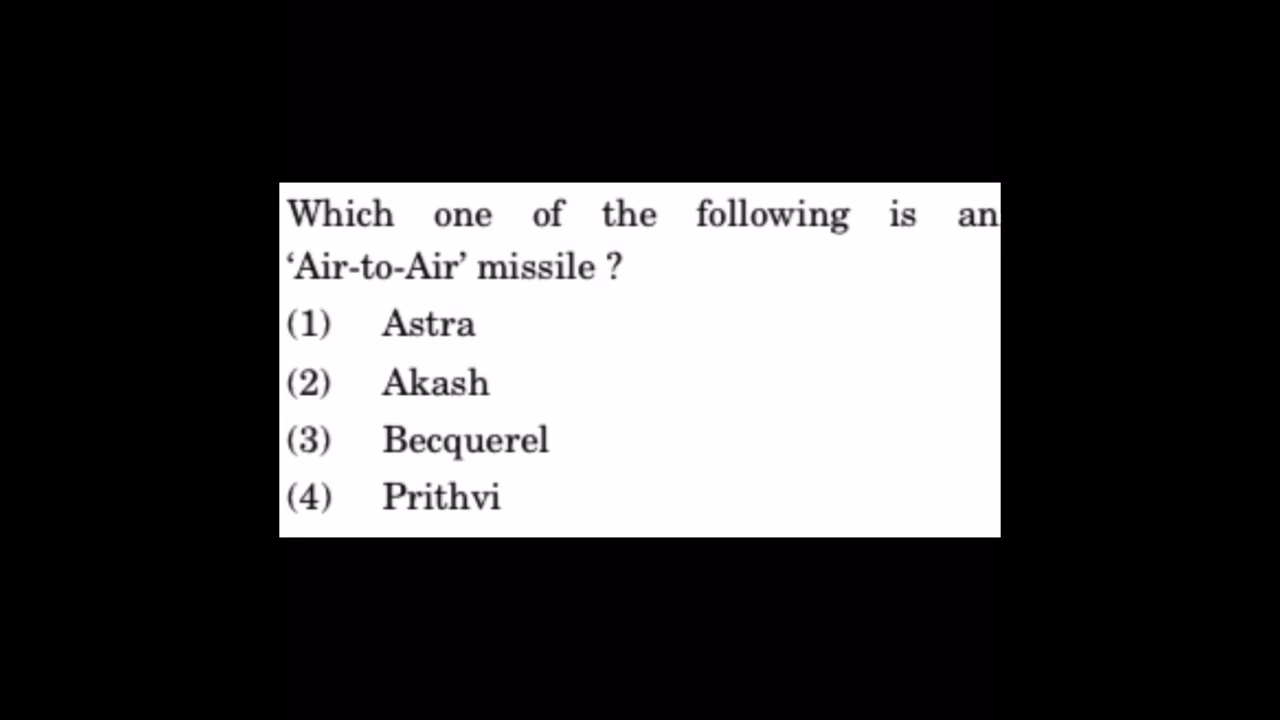 Which one of the following is an
‘Air-to-Air’ missile ?
(1) Astra
(2) Akash
(3) Becquerel
(4) Prithvi